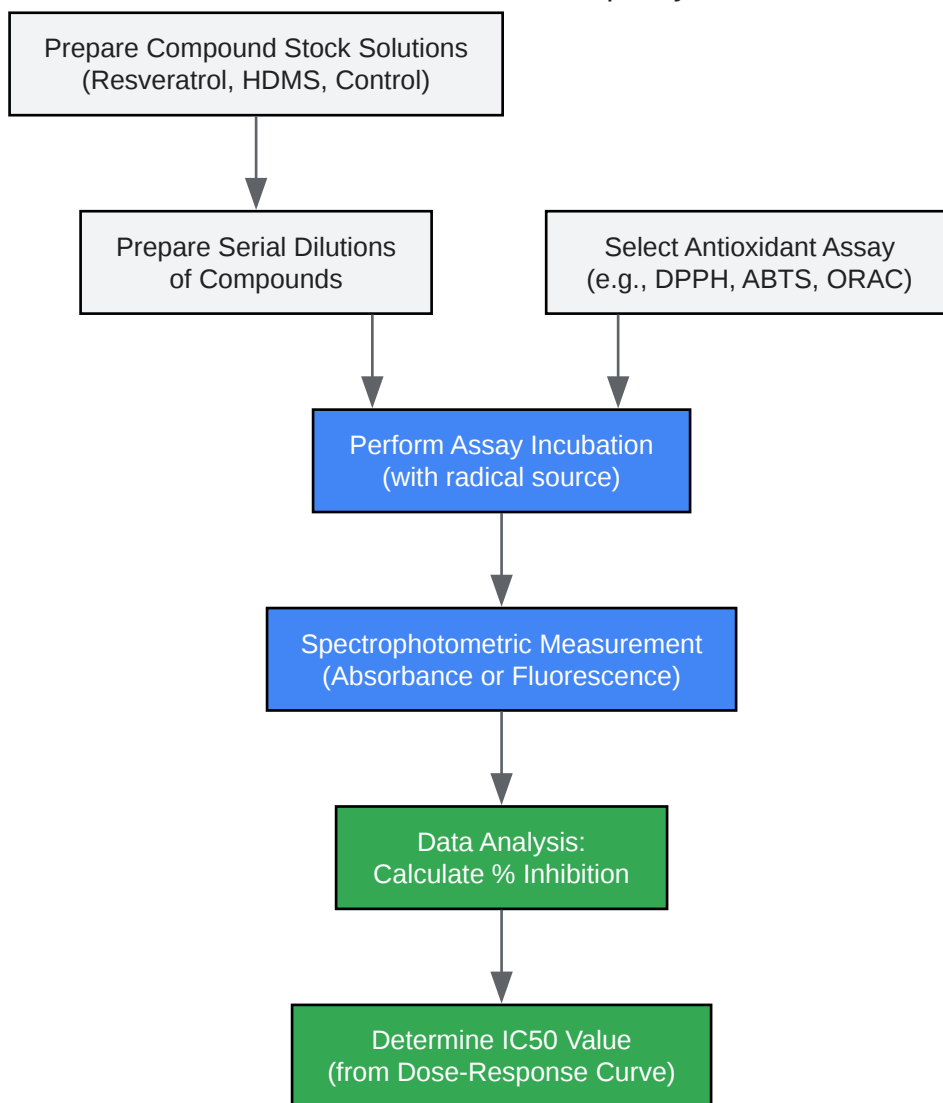 Prepare Compound Stock Solutions
(Resveratrol, HDMS, Control)
Prepare Serial Dilutions
of Compounds
Select Antioxidant Assay
(e.g., DPPH, ABTS, ORAC)
Perform Assay Incubation
(with radical source)
Spectrophotometric Measurement
(Absorbance or Fluorescence)
Data Analysis:
Calculate % Inhibition
Determine IC50 Value
(from Dose-Response Curve)